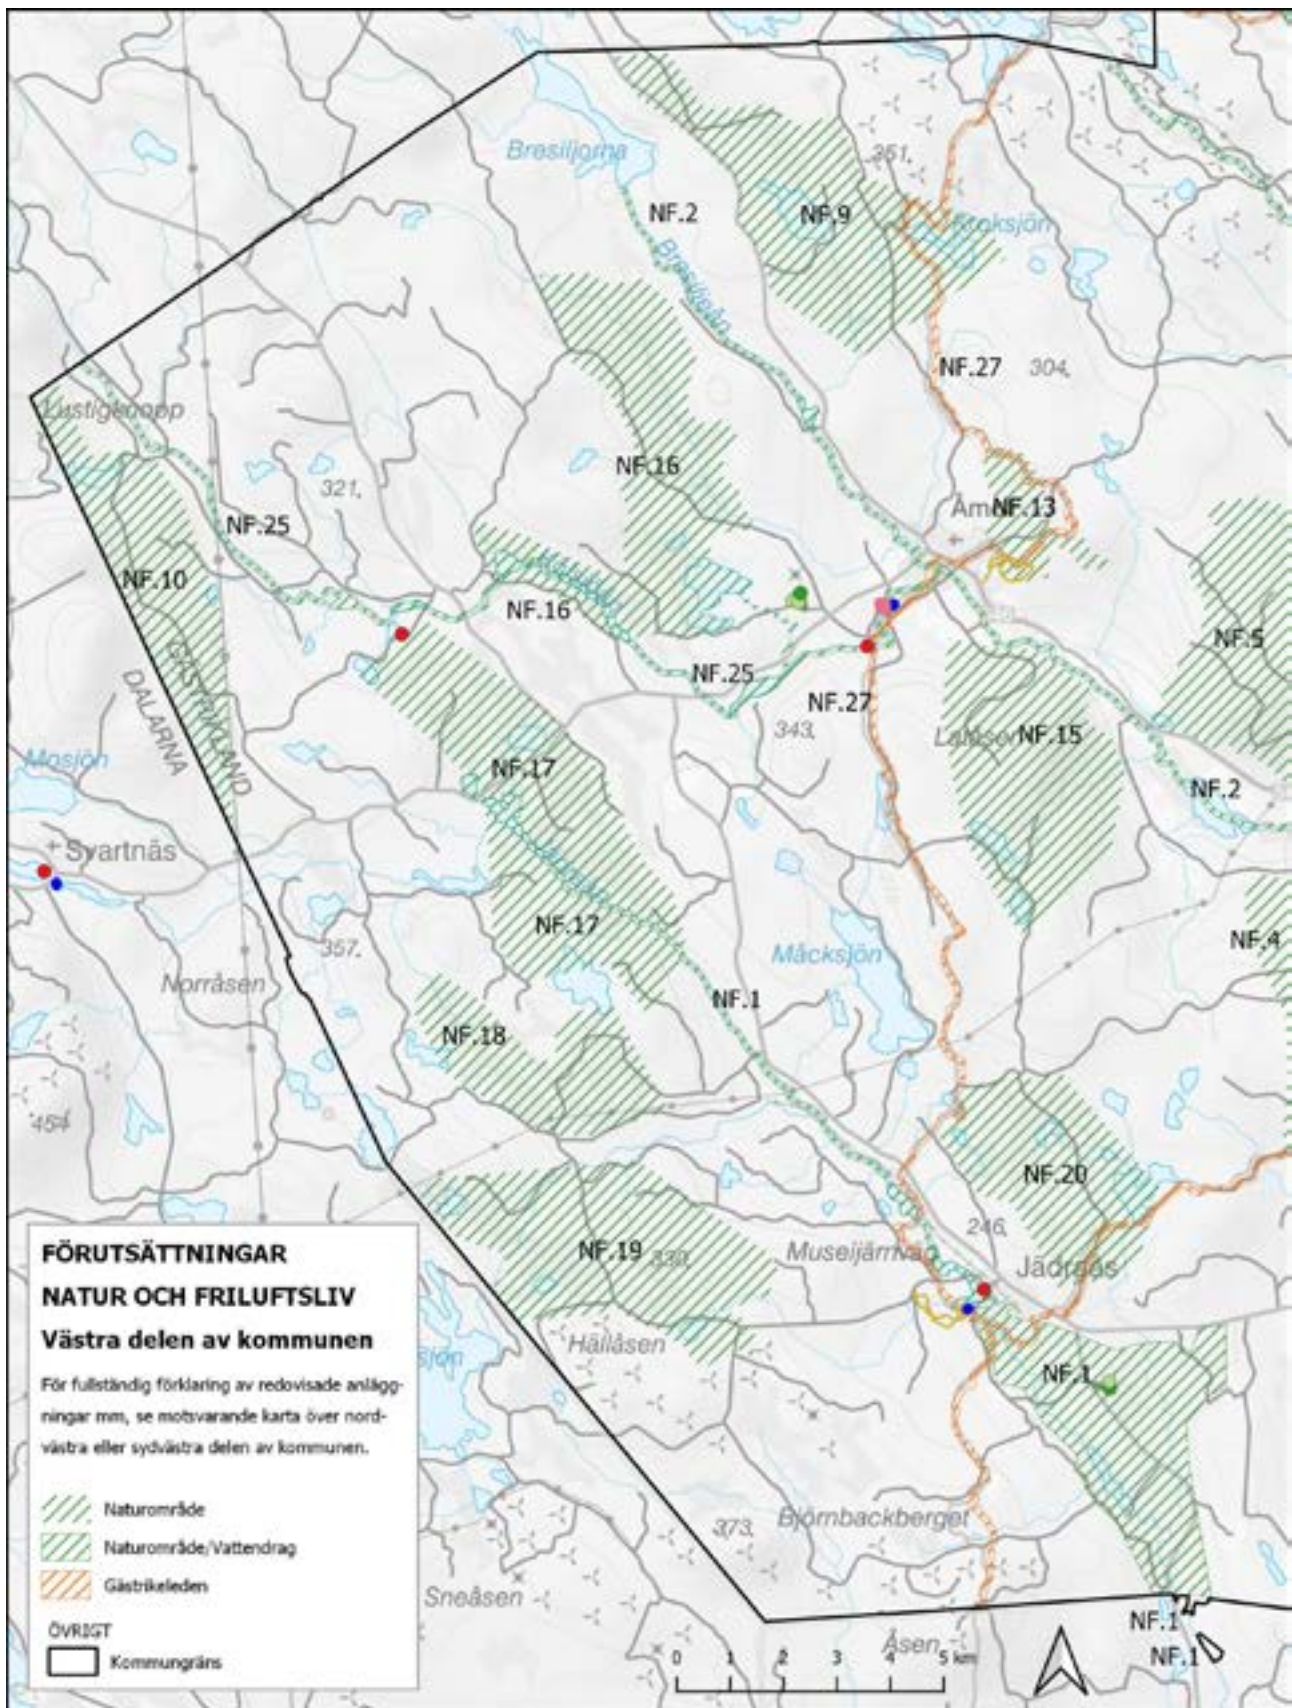 Bresiljorna
351
NF.2
NF.9
Kroksjön
Bresiljeån
NF.27
304
Lustigknopp
NF.16
321
NF.25
NF.13
NF.10
NF.16
NF.5
GÄSTRIKLAND
DALARNA
NF.25
NF.27
343
NF.15
Mosjön
NF.17
NF.2
Svartnäs
NF.17
NF.4
357
Norråsen
Måcksjön
NF.1
NF.18
454
NF.20
246
NF.19
339
Jädraås
Hällåsen
NF.1
sjön
373
Björnbackberget
Sneåsen
Åsen
NF.1
NF.1
FÖRUTSÄTTNINGAR
NATUR OCH FRILUFTSLIV
Västra delen av kommunen
För fullständig förklaring av redovisade anlägg-
ningar mm, se motsvarande karta över nord-
västra eller sydvästra delen av kommunen.
Naturområde
Naturområde/Vattendrag
Gästrikeleden
ÖVRIGT
Kommungräns
0 1 2 3 4 5 km